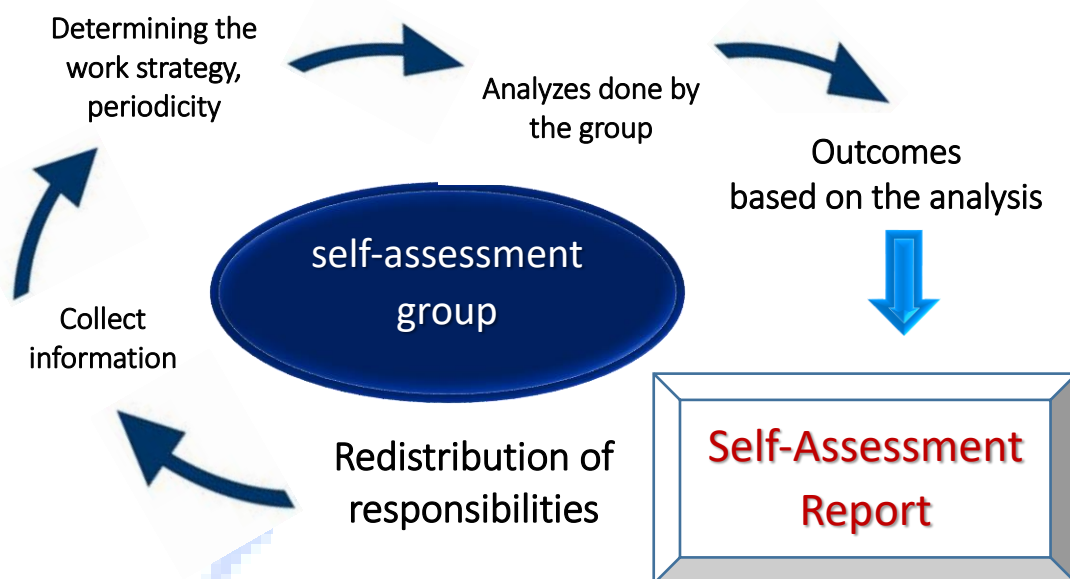 Determining the
work strategy,
periodicity
Analyzes done by
the group
Outcomes
based on the analysis
self-assessment
group
Collect
information
Redistribution of
responsibilities
Self-Assessment
Report